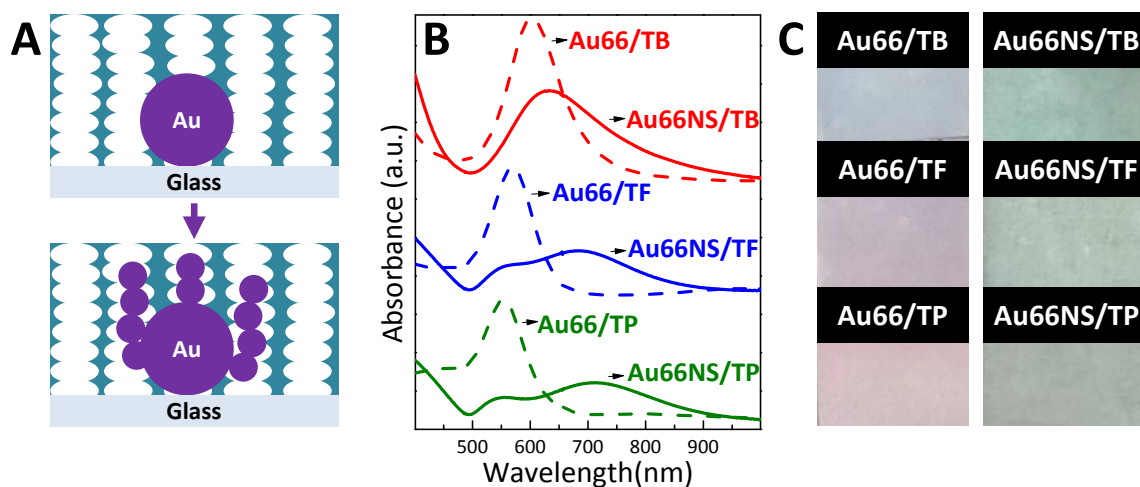 A
Au
Glass
Au
Glass
B
Absorbance (a.u.)
Au66/TB
Au66NS/TB
Au66/TF
Au66NS/TF
Au66/TP
Au66NS/TP
500 600 700 800 900
Wavelength(nm)
C
Au66/TB Au66NS/TB
Au66/TF Au66NS/TF
Au66/TP Au66NS/TP